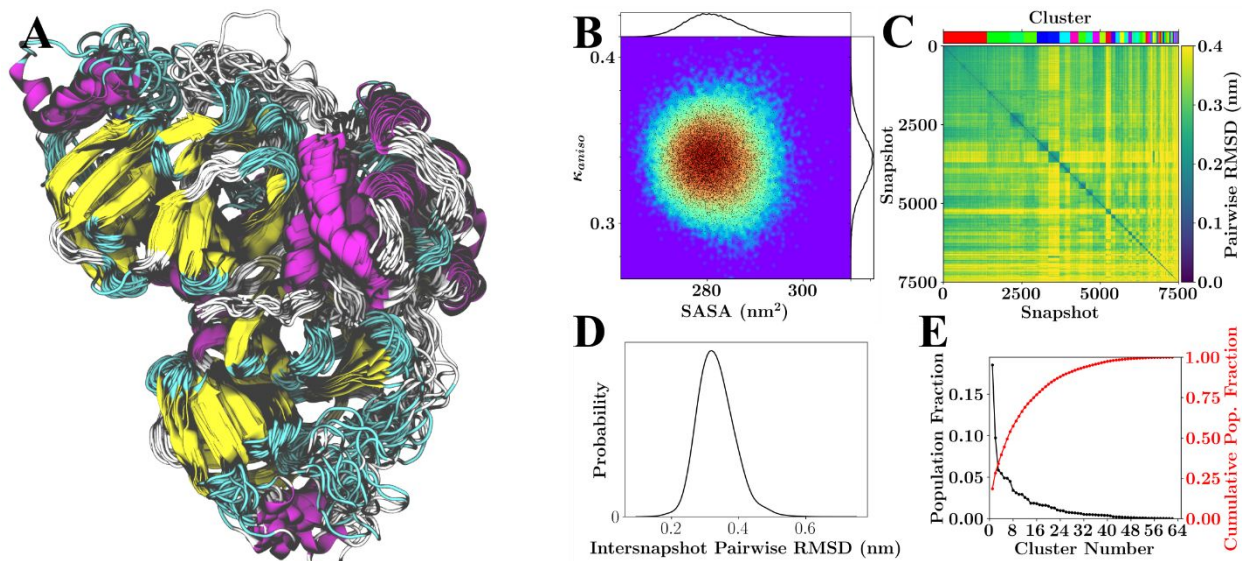 A
B
κaniso
0.4
0.3
280
300
SASA (nm²)
C
Cluster
Snapshot
0
2500
5000
7500
0
2500
5000
7500
Snapshot
0.4
0.3
0.2
0.1
0.0
Pairwise RMSD (nm)
D
Probability
0
0.2
0.4
0.6
Intersnapshot Pairwise RMSD (nm)
E
Population Fraction
0.15
0.10
0.05
0.00
0 8 16 24 32 40 48 56 64
Cluster Number
1.00
0.75
0.50
0.25
0.00
Cumulative Pop. Fraction